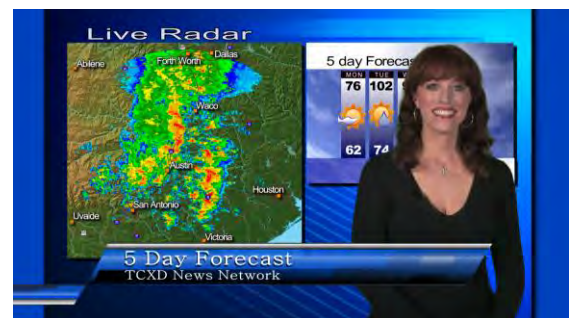 Live Radar
Abilene
Fort Worth
Dallas
Waco
Austin
Houston
San Antonio
Uvalde
Victoria
5 day Forecas
MON TUE W
76 102
62 74
5 Day Forecast
TCXD News Network